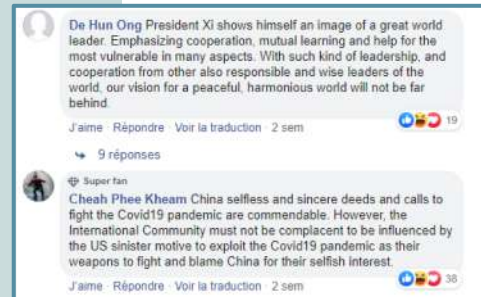 De Hun Ong President Xi shows himself an image of a great world
leader. Emphasizing cooperation, mutual learning and help for the
most vulnerable in many aspects. With such kind of leadership, and
cooperation from other also responsible and wise leaders of the
world, our vision for a peaceful, harmonious world will not be far
behind.
J'aime · Répondre · Voir la traduction · 2 sem
19
9 réponses
Super fan
Cheah Phee Kheam China selfless and sincere deeds and calls to
fight the Covid19 pandemic are commendable. However, the
International Community must not be complacent to be influenced by
the US sinister motive to exploit the Covid19 pandemic as their
weapons to fight and blame China for their selfish interest.
J'aime · Répondre · Voir la traduction · 2 sem
38